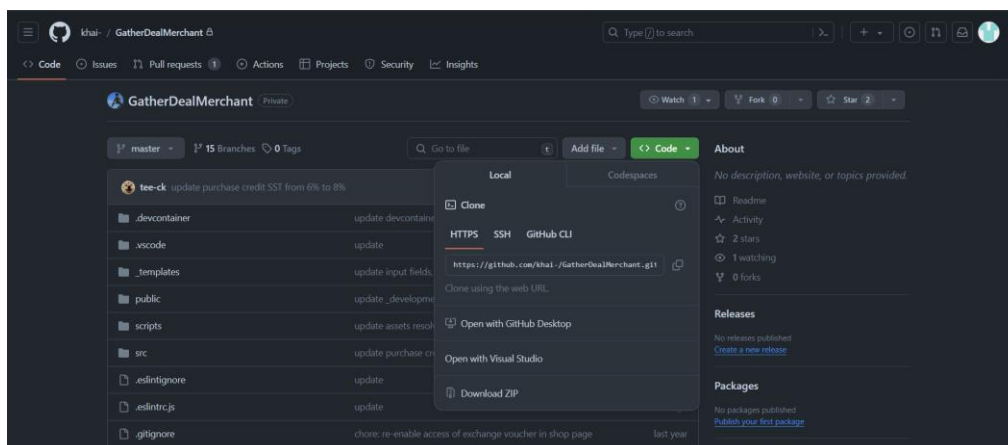 khai- / GatherDealMerchant
Type / to search
Code Issues Pull requests 1 Actions Projects Security Insights
GatherDealMerchant Private
Watch 1 Fork 0 Star 2
master 15 Branches 0 Tags
Go to file t Add file Code
About
No description, website, or topics provided.
Readme
Activity
2 stars
1 watching
0 forks
Releases
No releases published
Create a new release
Packages
No packages published
Publish your first package
tee-ck update purchase credit SST from 6% to 8%
.devcontainer update devcontaine
.vscode update
_templates update input fields,
public update _developme
scripts update assets resol
src update purchase cre
.eslintignore update
.eslintrc.js update
.gitignore chore: re-enable access of exchange voucher in shop page last year
Local Codespaces
Clone
HTTPS SSH GitHub CLI
https://github.com/khai-/GatherDealMerchant.git
Clone using the web URL.
Open with GitHub Desktop
Open with Visual Studio
Download ZIP